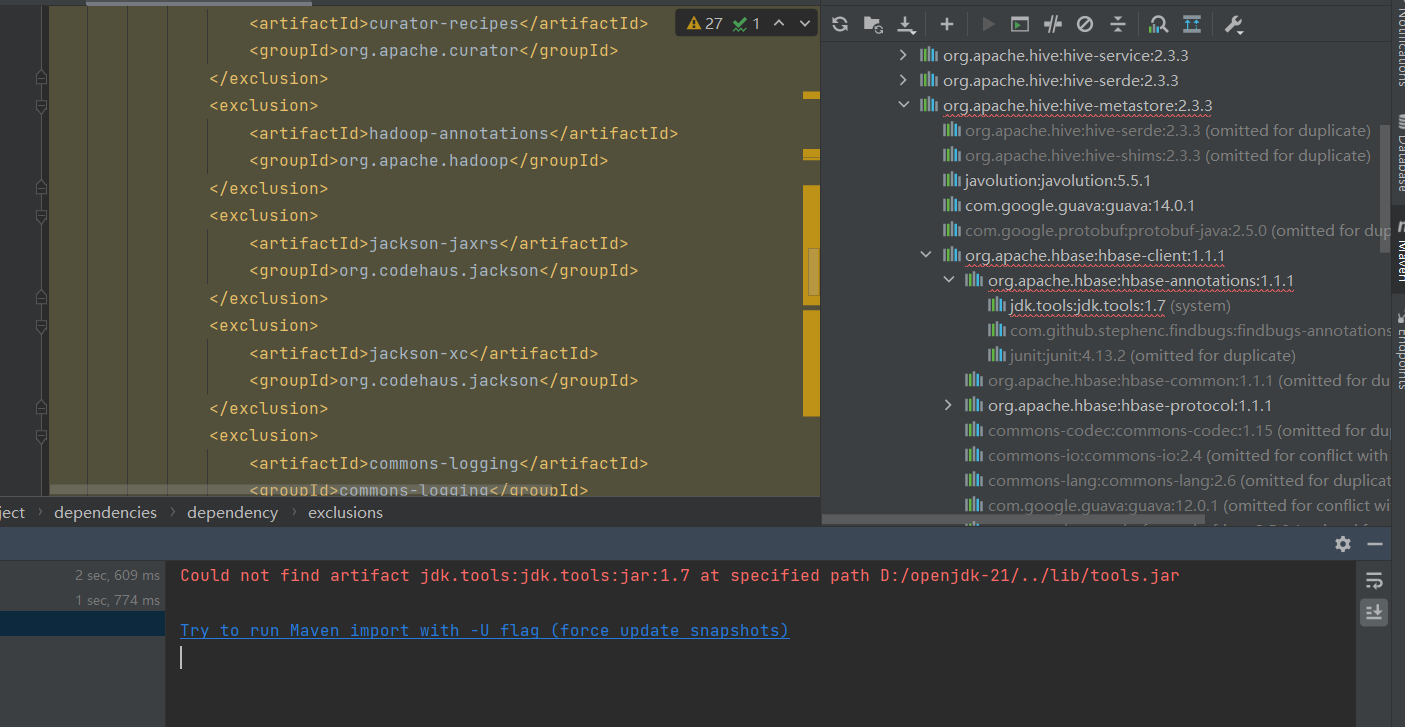 <artifactId>curator-recipes</artifactId>
<groupId>org.apache.curator</groupId>
</exclusion>
<exclusion>
<artifactId>hadoop-annotations</artifactId>
<groupId>org.apache.hadoop</groupId>
</exclusion>
<exclusion>
<artifactId>jackson-jaxrs</artifactId>
<groupId>org.codehaus.jackson</groupId>
</exclusion>
<exclusion>
<artifactId>jackson-xc</artifactId>
<groupId>org.codehaus.jackson</groupId>
</exclusion>
<exclusion>
<artifactId>commons-logging</artifactId>
<groupId>commons-logging</groupId>
27 1
ject > dependencies > dependency > exclusions
org.apache.hive:hive-service:2.3.3
org.apache.hive:hive-serde:2.3.3
org.apache.hive:hive-metastore:2.3.3
org.apache.hive:hive-serde:2.3.3 (omitted for duplicate)
org.apache.hive:hive-shims:2.3.3 (omitted for duplicate)
javolution:javolution:5.5.1
com.google.guava:guava:14.0.1
com.google.protobuf:protobuf-java:2.5.0 (omitted for dup
org.apache.hbase:hbase-client:1.1.1
org.apache.hbase:hbase-annotations:1.1.1
jdk.tools:jdk.tools:1.7 (system)
com.github.stephenc.findbugs:findbugs-annotations
junit:junit:4.13.2 (omitted for duplicate)
org.apache.hbase:hbase-common:1.1.1 (omitted for du
org.apache.hbase:hbase-protocol:1.1.1
commons-codec:commons-codec:1.15 (omitted for du
commons-io:commons-io:2.4 (omitted for conflict with
commons-lang:commons-lang:2.6 (omitted for duplicat
com.google.guava:guava:12.0.1 (omitted for conflict wi
Notifications
Database
Maven
Endpoints
2 sec, 609 ms
1 sec, 774 ms
Could not find artifact jdk.tools:jdk.tools:jar:1.7 at specified path D:/openjdk-21/../lib/tools.jar
Try to run Maven import with -U flag (force update snapshots)